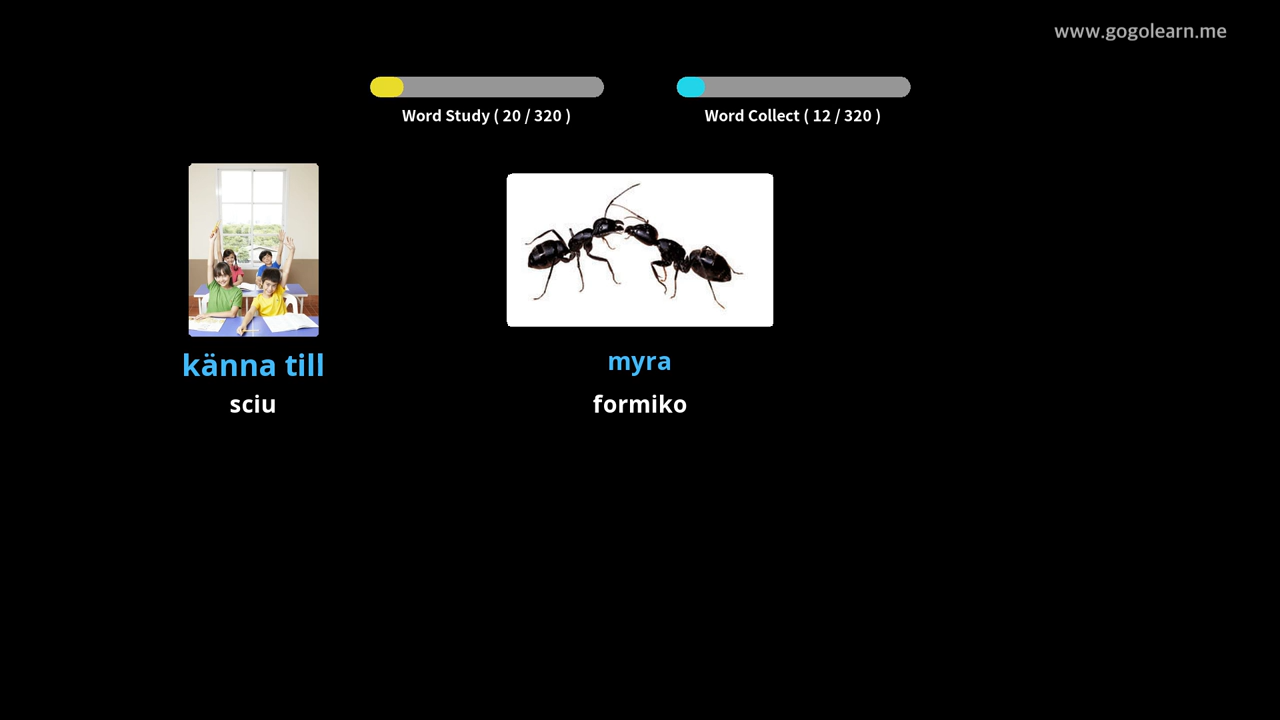 www.gogolearn.me
Word Study ( 20 / 320 )
Word Collect ( 12 / 320 )
känna till
sciu
myra
formiko